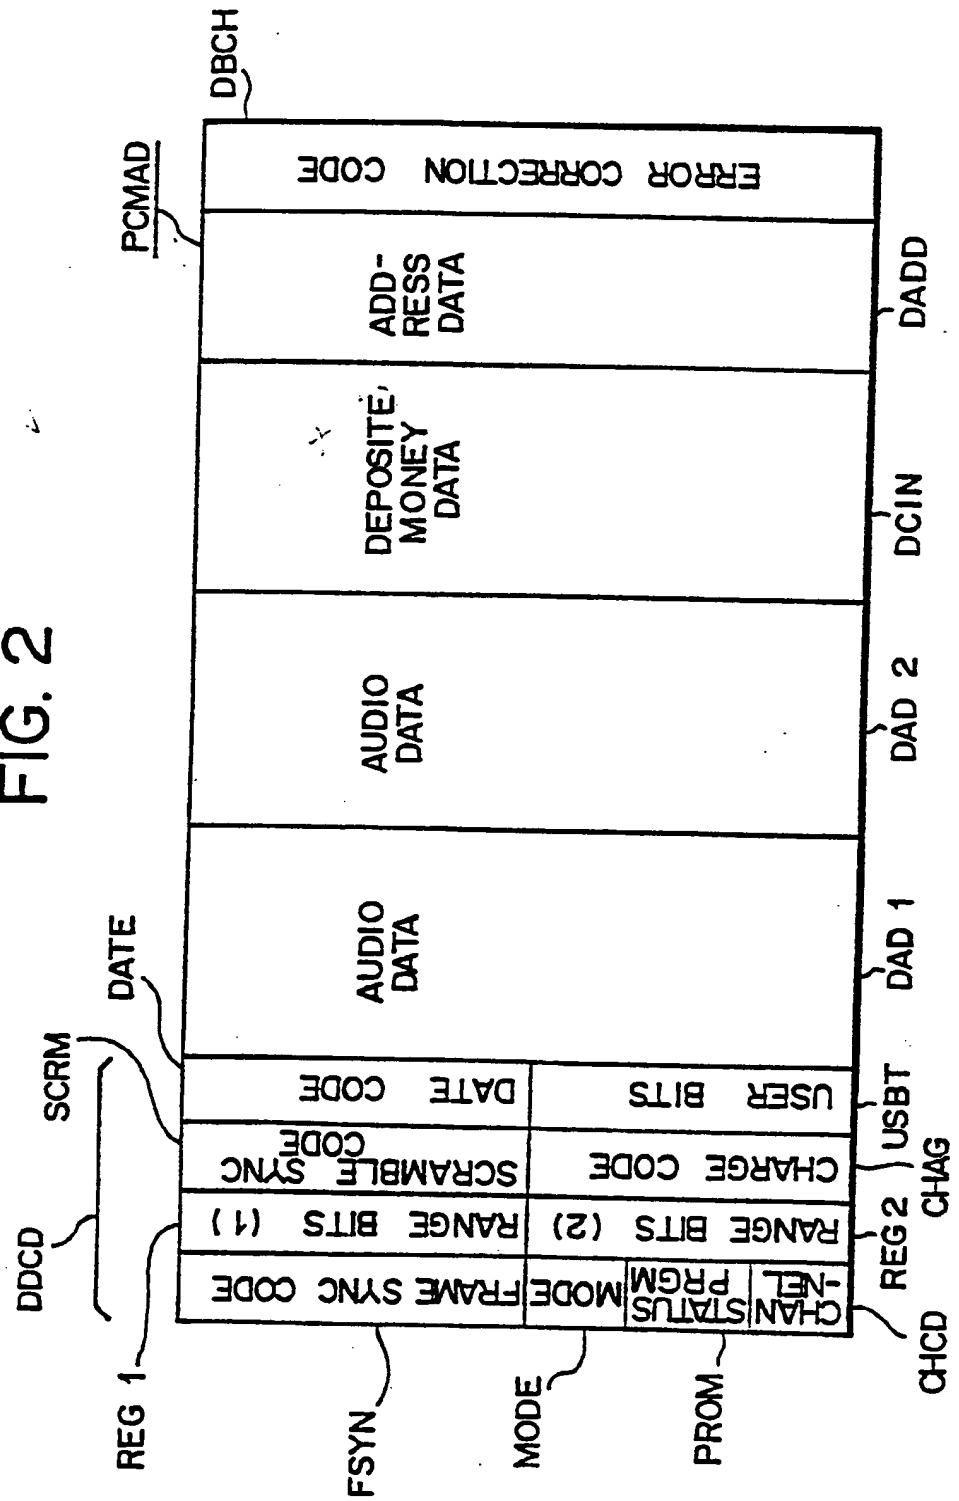 FIG. 2
DDCD
SCRM
REG 1
DATE
PCMAD
DBCH
FSYN
MODE
PROM
FRAME SYNC CODE
MODE
STATUS
PRGM
CHAN
-NEL
RANGE BITS (1)
RANGE BITS (2)
SCRAMBLE SYNC
CODE
CHARGE CODE
DATE CODE
USER BITS
AUDIO
DATA
AUDIO
DATA
DEPOSITE,
MONEY
DATA
ADD-
RESS
DATA
ERROR CORRECTION CODE
CHCD
REG 2
CHAG
USBT
DAD 1
DAD 2
DCIN
DADD